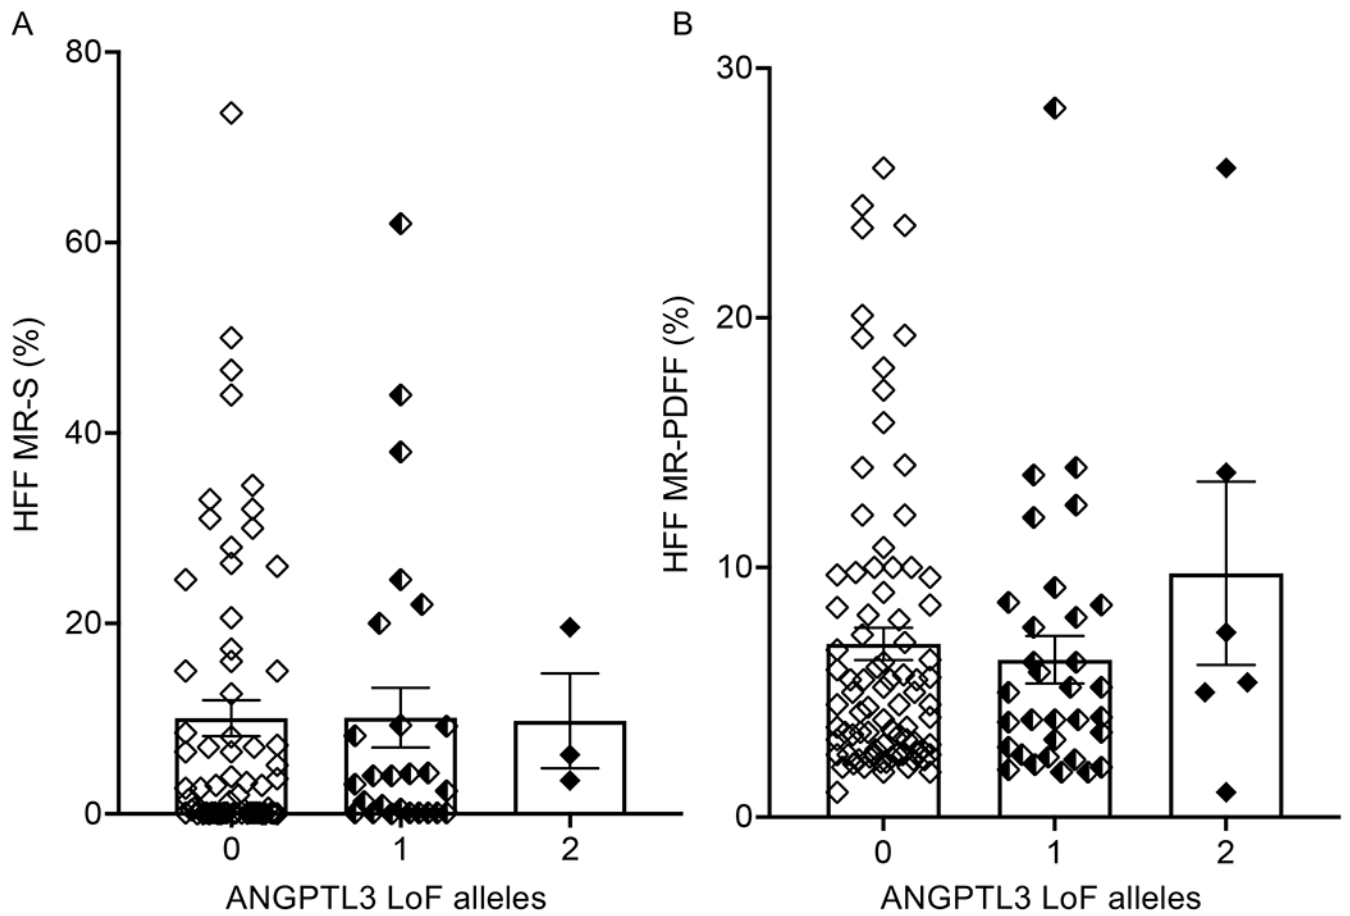 A
80
60
40
20
0
HFF MR-S (%)
0 1 2
ANGPTL3 LoF alleles
B
30
20
10
0
HFF MR-PDFF (%)
0 1 2
ANGPTL3 LoF alleles